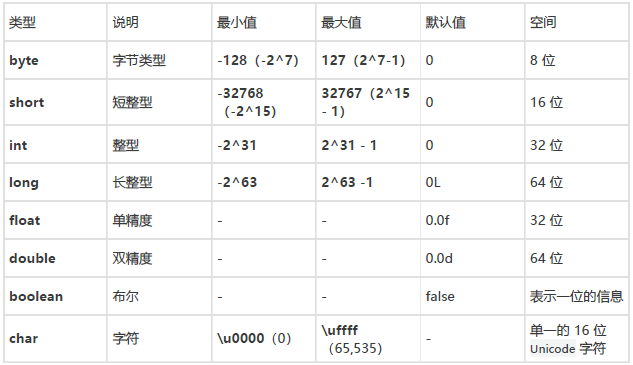 类型 说明 最小值 最大值 默认值 空间
byte 字节类型 -128（-2^7） 127（2^7-1） 0 8 位
short 短整型 -32768
（-2^15） 32767（2^15
- 1） 0 16 位
int 整型 -2^31 2^31 - 1 0 32 位
long 长整型 -2^63 2^63 -1 0L 64 位
float 单精度 - - 0.0f 32 位
double 双精度 - - 0.0d 64 位
boolean 布尔 - - false 表示一位的信息
char 字符 \u0000（0） \uffff
（65,535） - 单一的 16 位
Unicode 字符